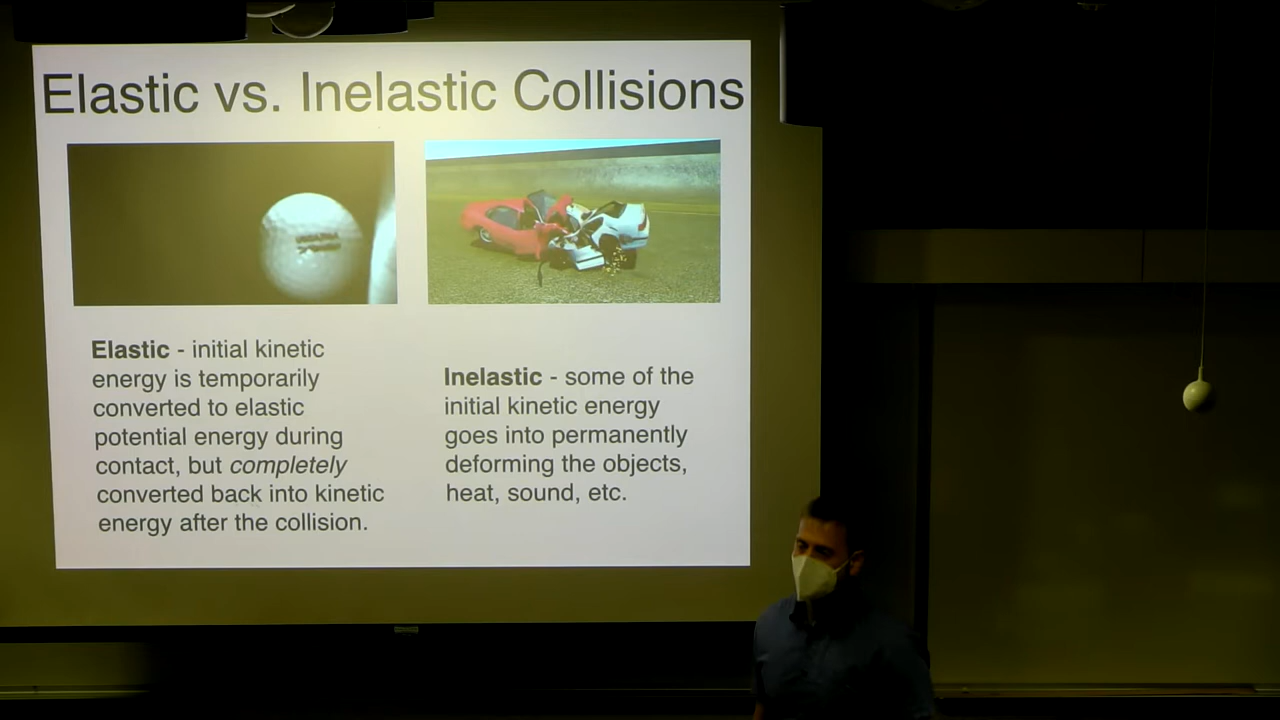 Elastic vs. Inelastic Collisions
Elastic - initial kinetic
energy is temporarily
converted to elastic
potential energy during
contact, but completely
converted back into kinetic
energy after the collision.
Inelastic - some of the
initial kinetic energy
goes into permanently
deforming the objects,
heat, sound, etc.